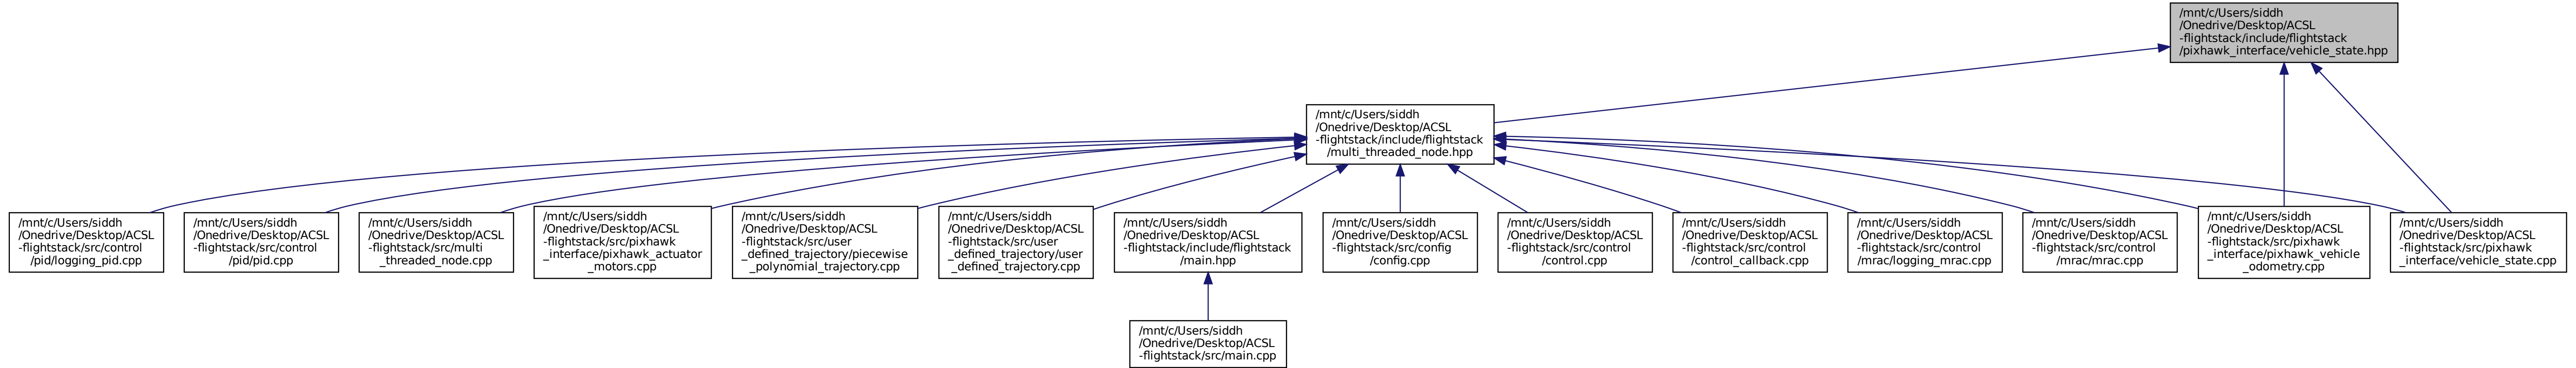 /mnt/c/Users/siddh
/Onedrive/Desktop/ACSL
-flightstack/include/flightstack
/pixhawk_interface/vehicle_state.hpp
/mnt/c/Users/siddh
/Onedrive/Desktop/ACSL
-flightstack/include/flightstack
/multi_threaded_node.hpp
/mnt/c/Users/siddh
/Onedrive/Desktop/ACSL
-flightstack/src/control
/pid/logging_pid.cpp
/mnt/c/Users/siddh
/Onedrive/Desktop/ACSL
-flightstack/src/control
/pid/pid.cpp
/mnt/c/Users/siddh
/Onedrive/Desktop/ACSL
-flightstack/src/multi
_threaded_node.cpp
/mnt/c/Users/siddh
/Onedrive/Desktop/ACSL
-flightstack/src/pixhawk
_interface/pixhawk_actuator
_motors.cpp
/mnt/c/Users/siddh
/Onedrive/Desktop/ACSL
-flightstack/src/user
_defined_trajectory/piecewise
_polynomial_trajectory.cpp
/mnt/c/Users/siddh
/Onedrive/Desktop/ACSL
-flightstack/src/user
_defined_trajectory/user
_defined_trajectory.cpp
/mnt/c/Users/siddh
/Onedrive/Desktop/ACSL
-flightstack/include/flightstack
/main.hpp
/mnt/c/Users/siddh
/Onedrive/Desktop/ACSL
-flightstack/src/config
/config.cpp
/mnt/c/Users/siddh
/Onedrive/Desktop/ACSL
-flightstack/src/control
/control.cpp
/mnt/c/Users/siddh
/Onedrive/Desktop/ACSL
-flightstack/src/control
/control_callback.cpp
/mnt/c/Users/siddh
/Onedrive/Desktop/ACSL
-flightstack/src/control
/mrac/logging_mrac.cpp
/mnt/c/Users/siddh
/Onedrive/Desktop/ACSL
-flightstack/src/control
/mrac/mrac.cpp
/mnt/c/Users/siddh
/Onedrive/Desktop/ACSL
-flightstack/src/pixhawk
_interface/pixhawk_vehicle
_odometry.cpp
/mnt/c/Users/siddh
/Onedrive/Desktop/ACSL
-flightstack/src/pixhawk
_interface/vehicle_state.cpp
/mnt/c/Users/siddh
/Onedrive/Desktop/ACSL
-flightstack/src/main.cpp